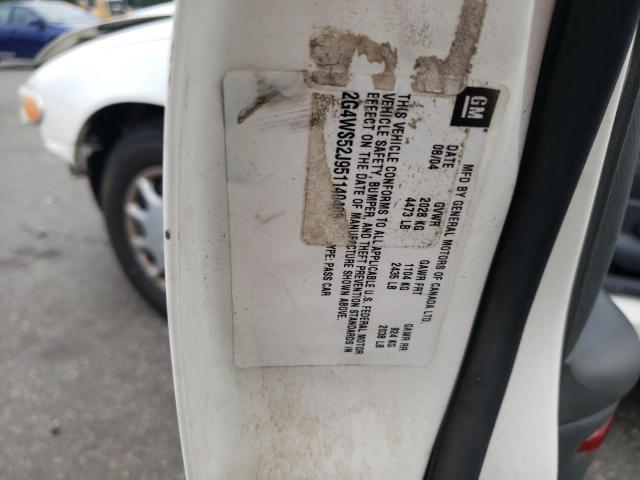 GM
MFD BY GENERAL MOTORS OF CANADA LTD.
DATE GVWR GAWR FRT GAWR RR
08/04 2028 KG 1104 KG 924 KG
4473 LB 2435 LB 2038 LB
THIS VEHICLE CONFORMS TO ALL APPLICABLE U.S. FEDERAL MOTOR
VEHICLE SAFETY, BUMPER, AND THEFT PREVENTION STANDARDS IN
EFFECT ON THE DATE OF MANUFACTURE SHOWN ABOVE.
TYPE: PASS CAR